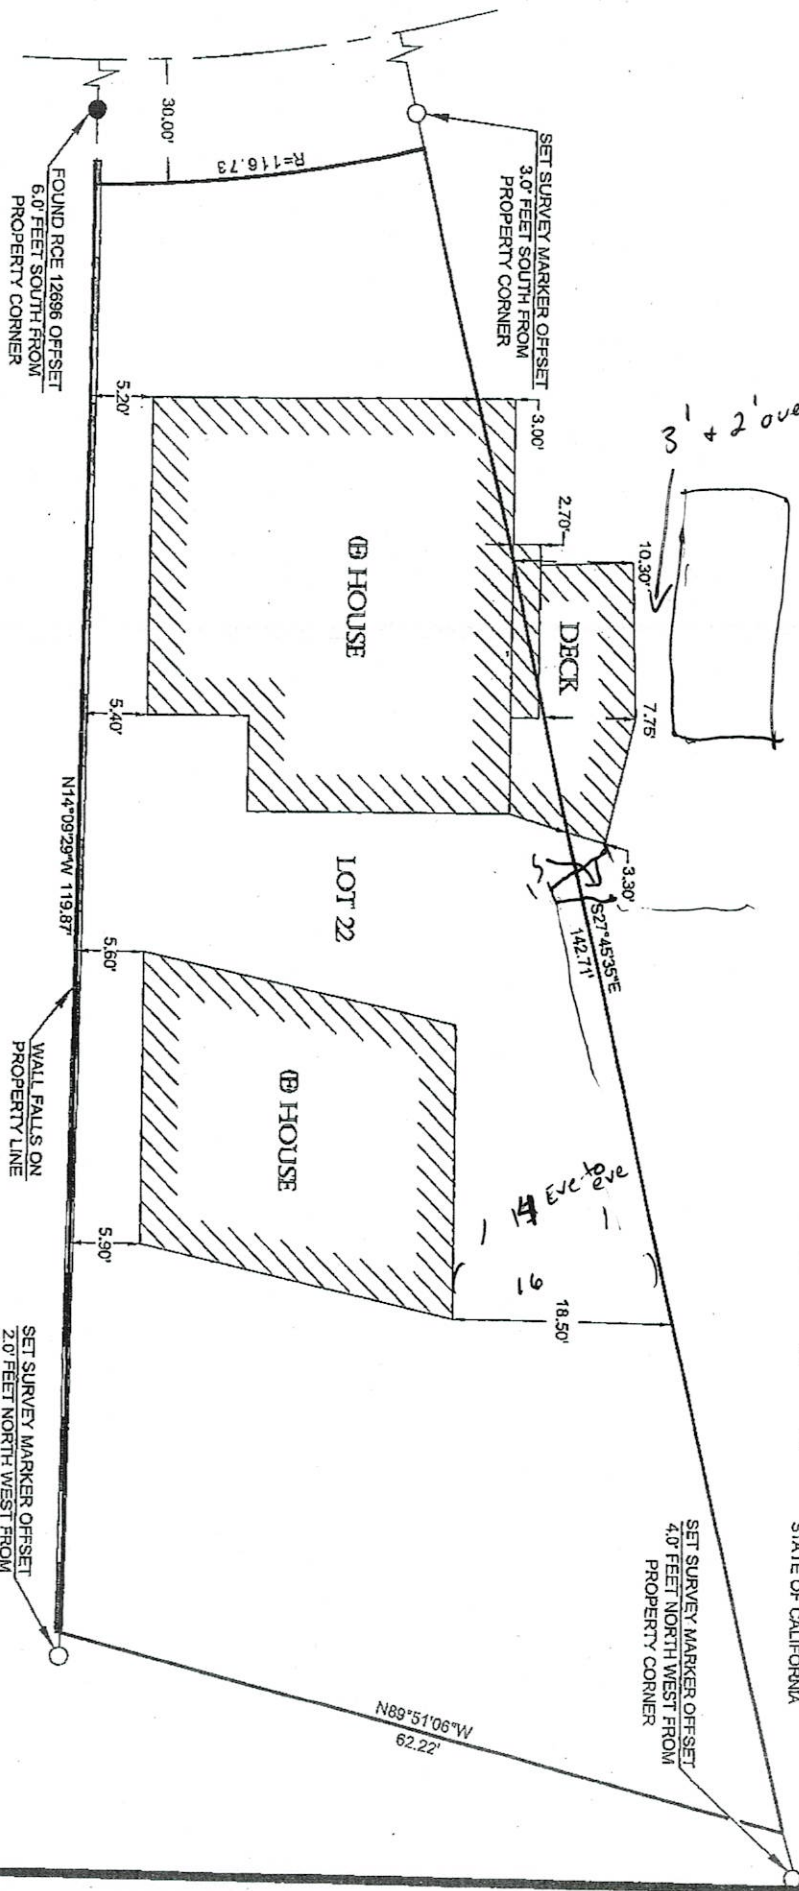 STATE OF CALIFORNIA
30.00'
R=116.73
SET SURVEY MARKER OFFSET
3.0' FEET SOUTH FROM
PROPERTY CORNER
FOUND RCE 12696 OFFSET
6.0' FEET SOUTH FROM
PROPERTY CORNER
3' + 2'
5.20'
3.00'
2.70'
10.30'
7.75'
DECK
(E) HOUSE
5.40'
3.30'
S27°45'35"E
142.71'
N14°09'29"W 119.87'
LOT 22
5.60'
WALL FALLS ON
PROPERTY LINE
(E) HOUSE
5.90'
14 Eve to eve
16
18.50'
SET SURVEY MARKER OFFSET
2.0' FEET NORTH WEST FROM
SET SURVEY MARKER OFFSET
4.0' FEET NORTH WEST FROM
PROPERTY CORNER
N89°51'06"W
62.22'